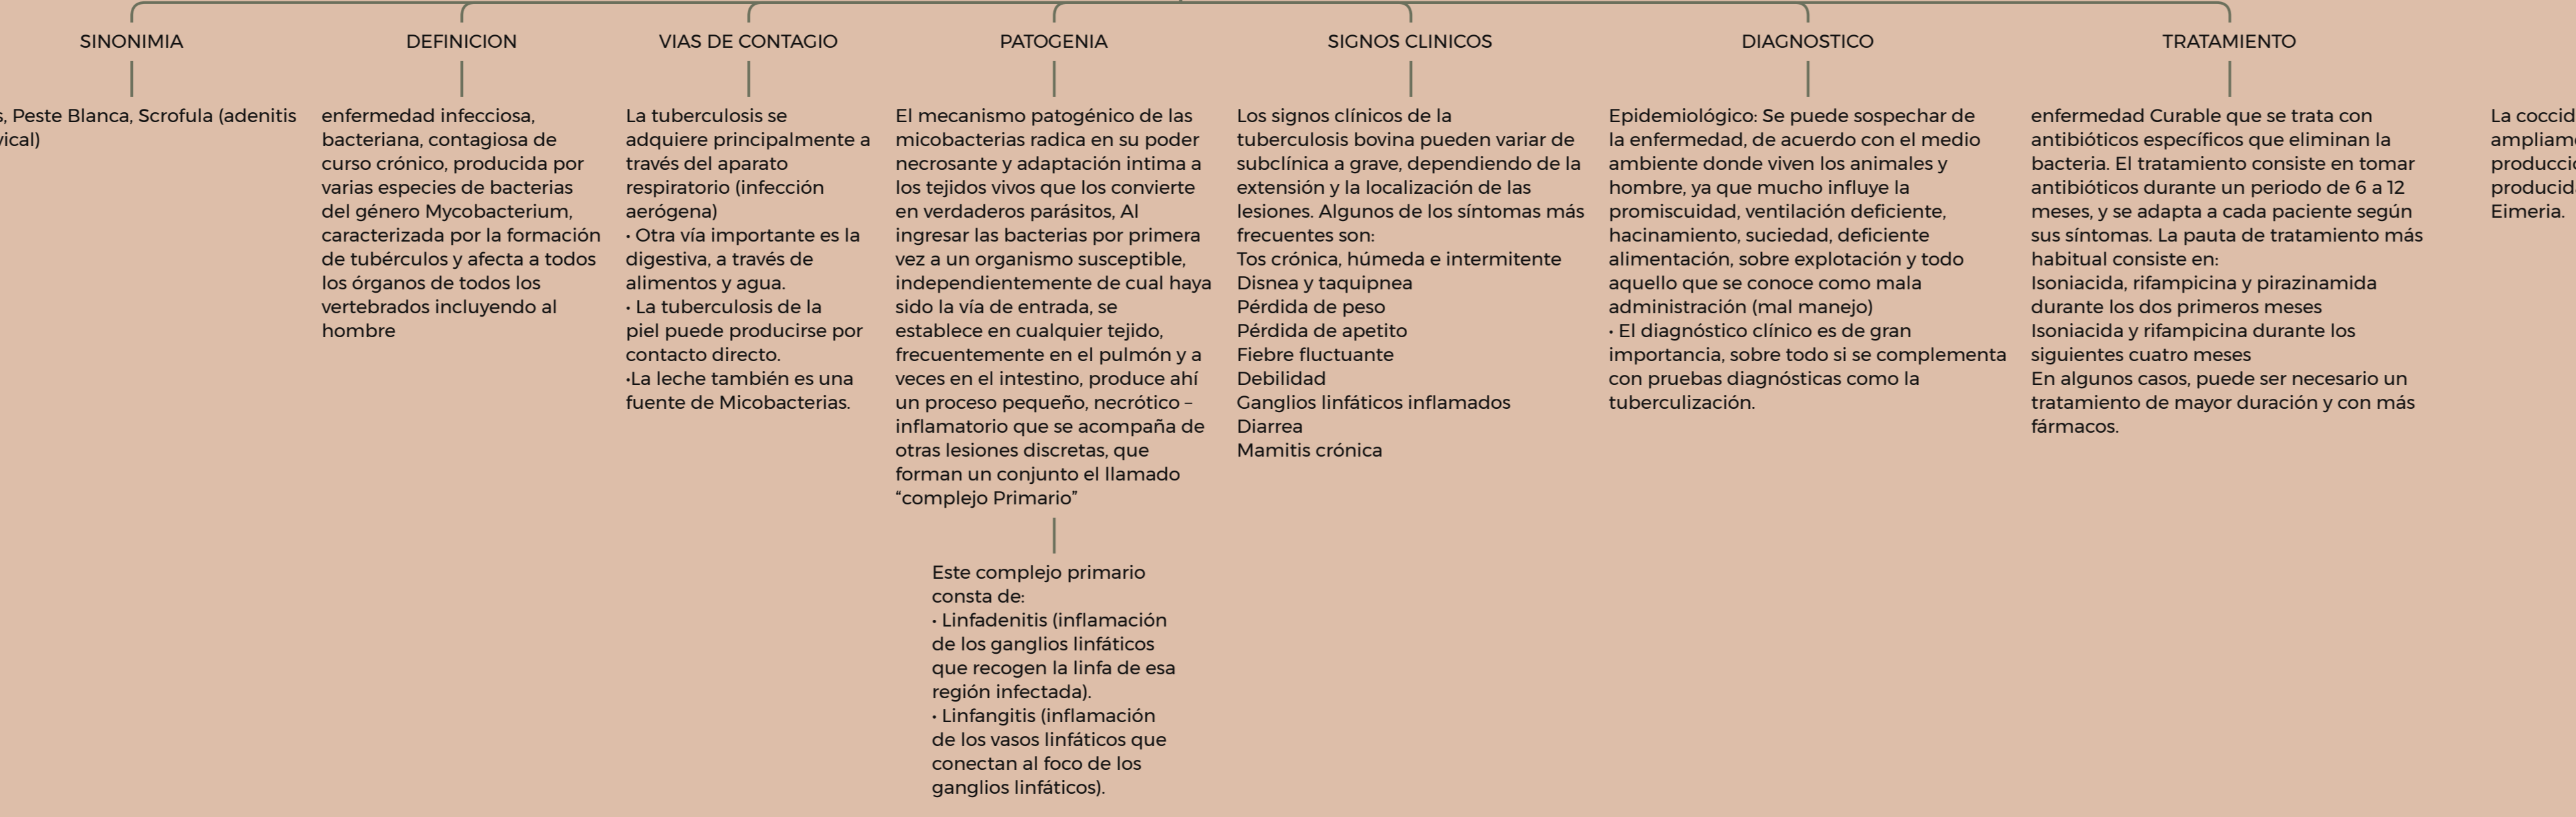 SINONIMIA
Peste Blanca, Scrofula (adenitis
DEFINICION
enfermedad infecciosa,
bacteriana, contagiosa de
curso crónico, producida por
varias especies de bacterias
del género Mycobacterium,
caracterizada por la formación
de tubérculos y afecta a todos
los órganos de todos los
vertebrados incluyendo al
hombre
VIAS DE CONTAGIO
La tuberculosis se
adquiere principalmente a
través del aparato
respiratorio (infección
aerógena)
• Otra vía importante es la
digestiva, a través de
alimentos y agua.
• La tuberculosis de la
piel puede producirse por
contacto directo.
•La leche también es una
fuente de Micobacterias.
PATOGENIA
El mecanismo patogénico de las
micobacterias radica en su poder
necrosante y adaptación intima a
los tejidos vivos que los convierte
en verdaderos parásitos, Al
ingresar las bacterias por primera
vez a un organismo susceptible,
independientemente de cual haya
sido la vía de entrada, se
establece en cualquier tejido,
frecuentemente en el pulmón y a
veces en el intestino, produce ahí
un proceso pequeño, necrótico –
inflamatorio que se acompaña de
otras lesiones discretas, que
forman un conjunto el llamado
“complejo Primario”
Este complejo primario
consta de:
• Linfadenitis (inflamación
de los ganglios linfáticos
que recogen la linfa de esa
región infectada).
• Linfangitis (inflamación
de los vasos linfáticos que
conectan al foco de los
ganglios linfáticos).
SIGNOS CLINICOS
Los signos clínicos de la
tuberculosis bovina pueden variar de
subclínica a grave, dependiendo de la
extensión y la localización de las
lesiones. Algunos de los síntomas más
frecuentes son:
Tos crónica, húmeda e intermitente
Disnea y taquipnea
Pérdida de peso
Pérdida de apetito
Fiebre fluctuante
Debilidad
Ganglios linfáticos inflamados
Diarrea
Mamitis crónica
DIAGNOSTICO
Epidemiológico: Se puede sospechar de
la enfermedad, de acuerdo con el medio
ambiente donde viven los animales y
hombre, ya que mucho influye la
promiscuidad, ventilación deficiente,
hacinamiento, suciedad, deficiente
alimentación, sobre explotación y todo
aquello que se conoce como mala
administración (mal manejo)
• El diagnóstico clínico es de gran
importancia, sobre todo si se complementa
con pruebas diagnósticas como la
tuberculización.
TRATAMIENTO
enfermedad Curable que se trata con
antibióticos específicos que eliminan la
bacteria. El tratamiento consiste en tomar
antibióticos durante un periodo de 6 a 12
meses, y se adapta a cada paciente según
sus síntomas. La pauta de tratamiento más
habitual consiste en:
Isoniacida, rifampicina y pirazinamida
durante los dos primeros meses
Isoniacida y rifampicina durante los
siguientes cuatro meses
En algunos casos, puede ser necesario un
tratamiento de mayor duración y con más
fármacos.
La
Eimeria.